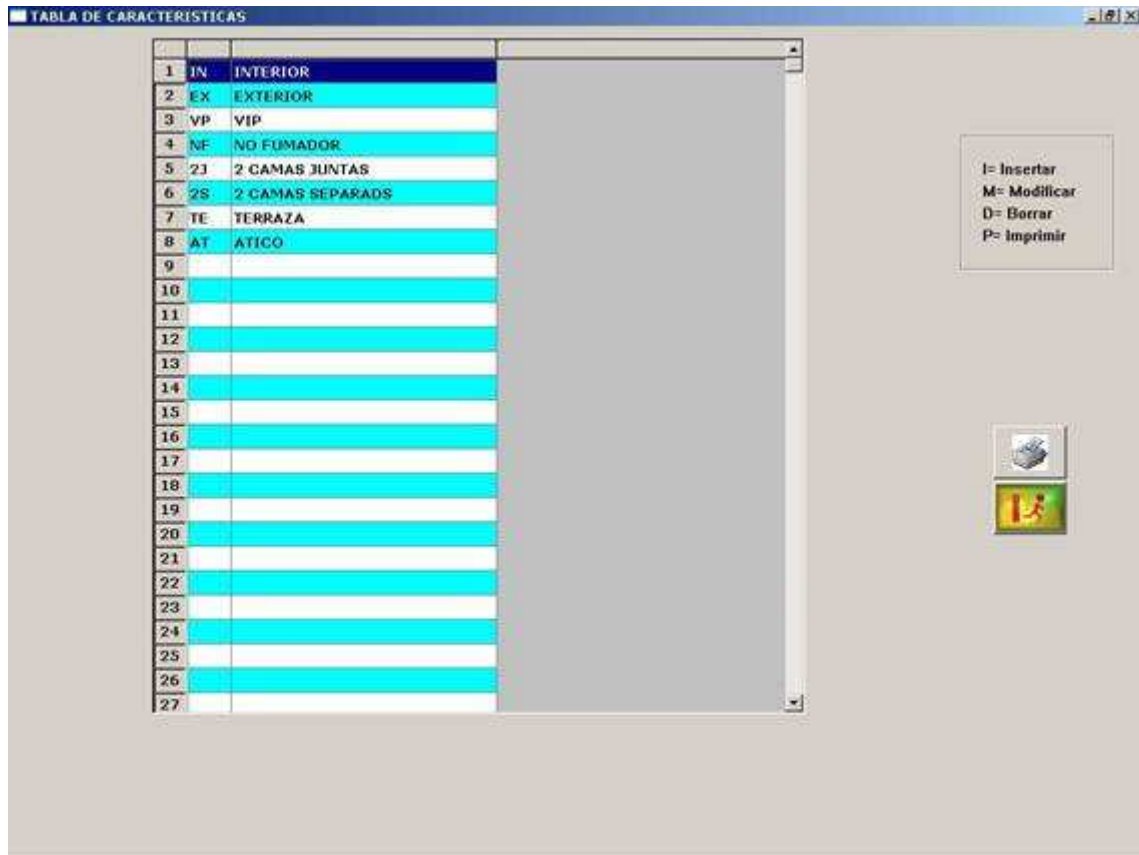 TABLA DE CARACTERISTICAS
1 IN INTERIOR
2 EX EXTERIOR
3 VP VIP
4 NF NO FUMADOR
5 2J 2 CAMAS JUNTAS
6 2S 2 CAMAS SEPARADS
7 TE TERRAZA
8 AT ATICO
9
10
11
12
13
14
15
16
17
18
19
20
21
22
23
24
25
26
27
I= Insertar
M= Modificar
D= Borrar
P= Imprimir